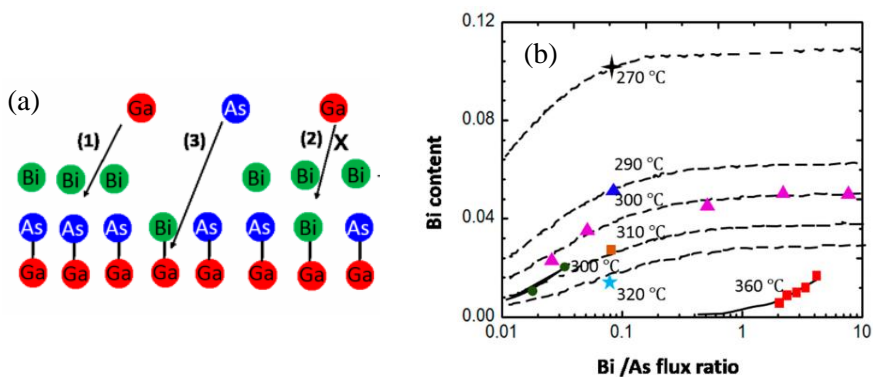 (a)
Ga As Ga
(1) (3) (2) X
Bi Bi Bi Bi Bi Bi
As As As Bi As As Bi As
Ga Ga Ga Ga Ga Ga Ga Ga
(b)
Bi content
0.12
0.08
0.04
0.00
270 °C
290 °C
300 °C
310 °C
300 °C
320 °C
360 °C
0.01 0.1 1 10
Bi /As flux ratio